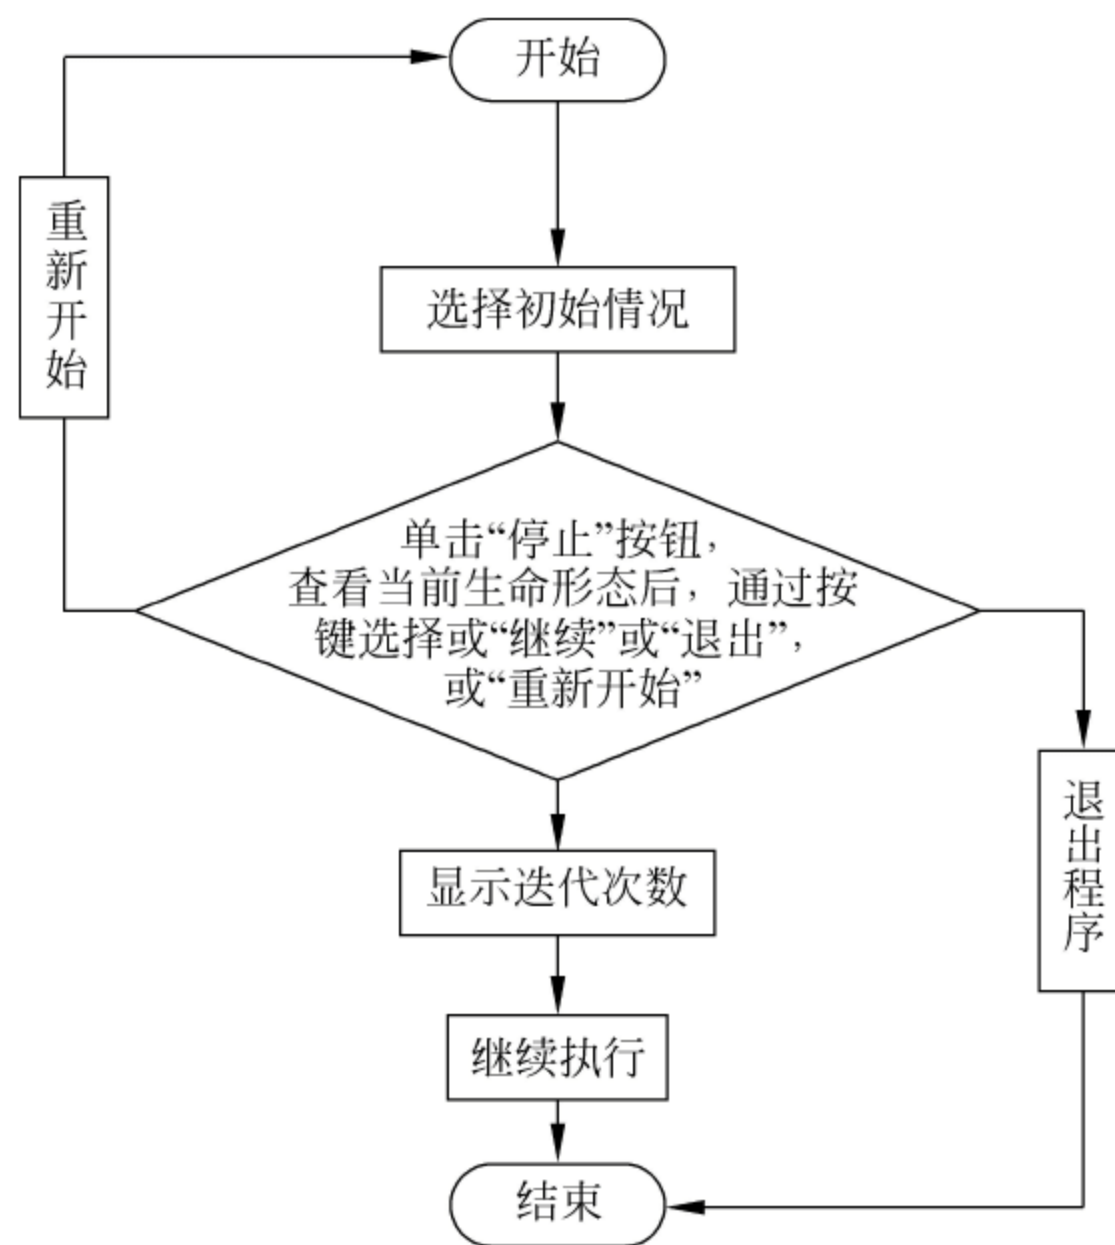 开始
重新开始
选择初始情况
单击“停止”按钮，
查看当前生命形态后，通过按
键选择或“继续”或“退出”，
或“重新开始”
退出程序
显示迭代次数
继续执行
结束